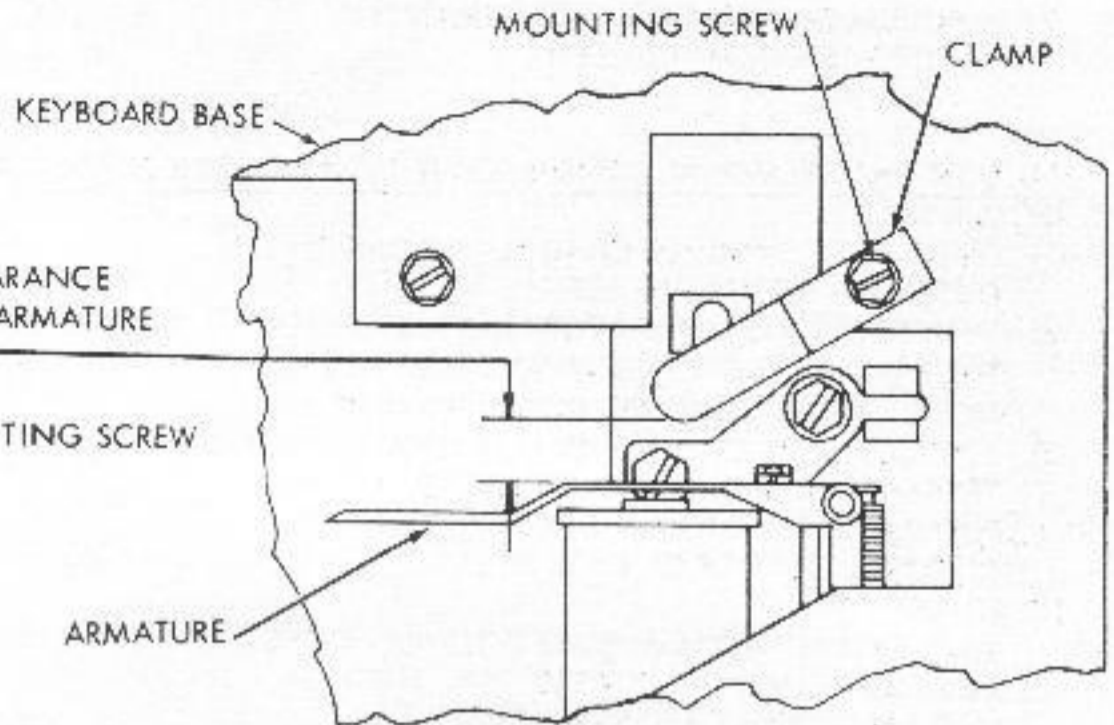 MOUNTING SCREW
CLAMP
KEYBOARD BASE
ARANCE
ARMATURE
TING SCREW
ARMATURE